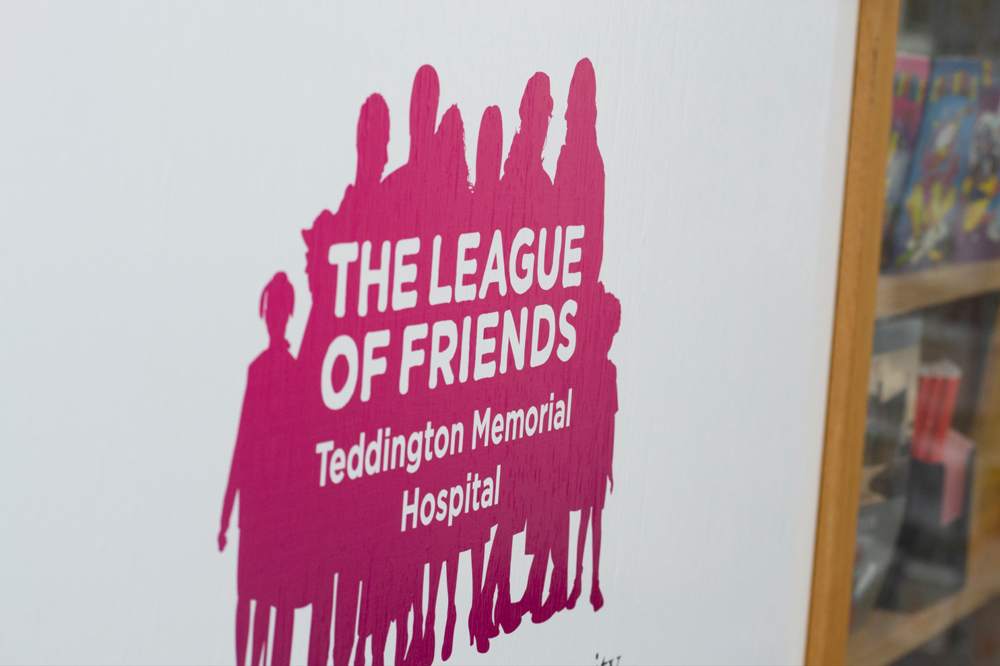 THE LEAGUE
OF FRIENDS
Teddington Memorial
Hospital